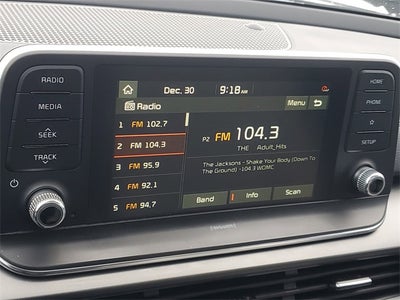 RADIO
MEDIA
SEEK
TRACK
Dec. 30 9:18 AM
Radio Menu
1 FM 102.7
2 FM 104.3
3 FM 95.9
4 FM 92.1
5 FM 94.7
P2 FM 104.3
THE Adult_Hits
The Jacksons - Shake Your Body (Down To
The Ground) -104.3 WOMC
Band Info Scan
HOME
PHONE
SETUP
((SiriusXM))